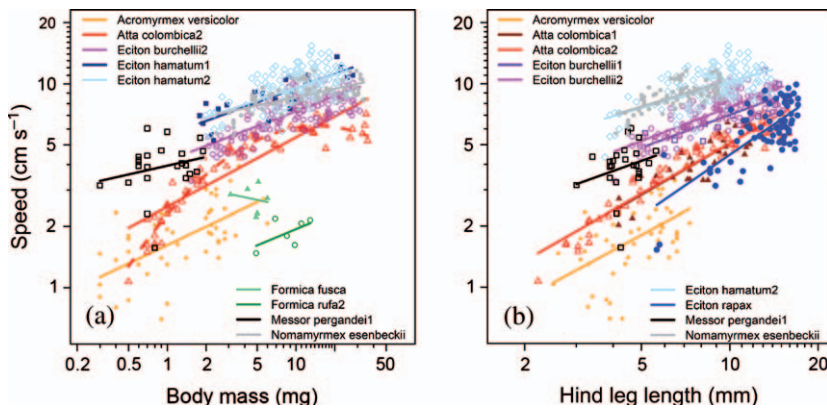 Acromyrmex versicolor
Atta colombica2
Eciton burchellii2
Eciton hamatum1
Eciton hamatum2
20
10
5
2
1
Speed (cm s⁻¹)
(a)
Formica fusca
Formica rufa2
Messor pergandei1
Nomamyrmex esenbeckii
0.2
0.5
1
2
5
10
20
50
Body mass (mg)
Acromyrmex versicolor
Atta colombica1
Atta colombica2
Eciton burchellii1
Eciton burchellii2
20
10
5
2
1
(b)
Eciton hamatum2
Eciton rapax
Messor pergandei1
Nomamyrmex esenbeckii
2
5
10
20
Hind leg length (mm)